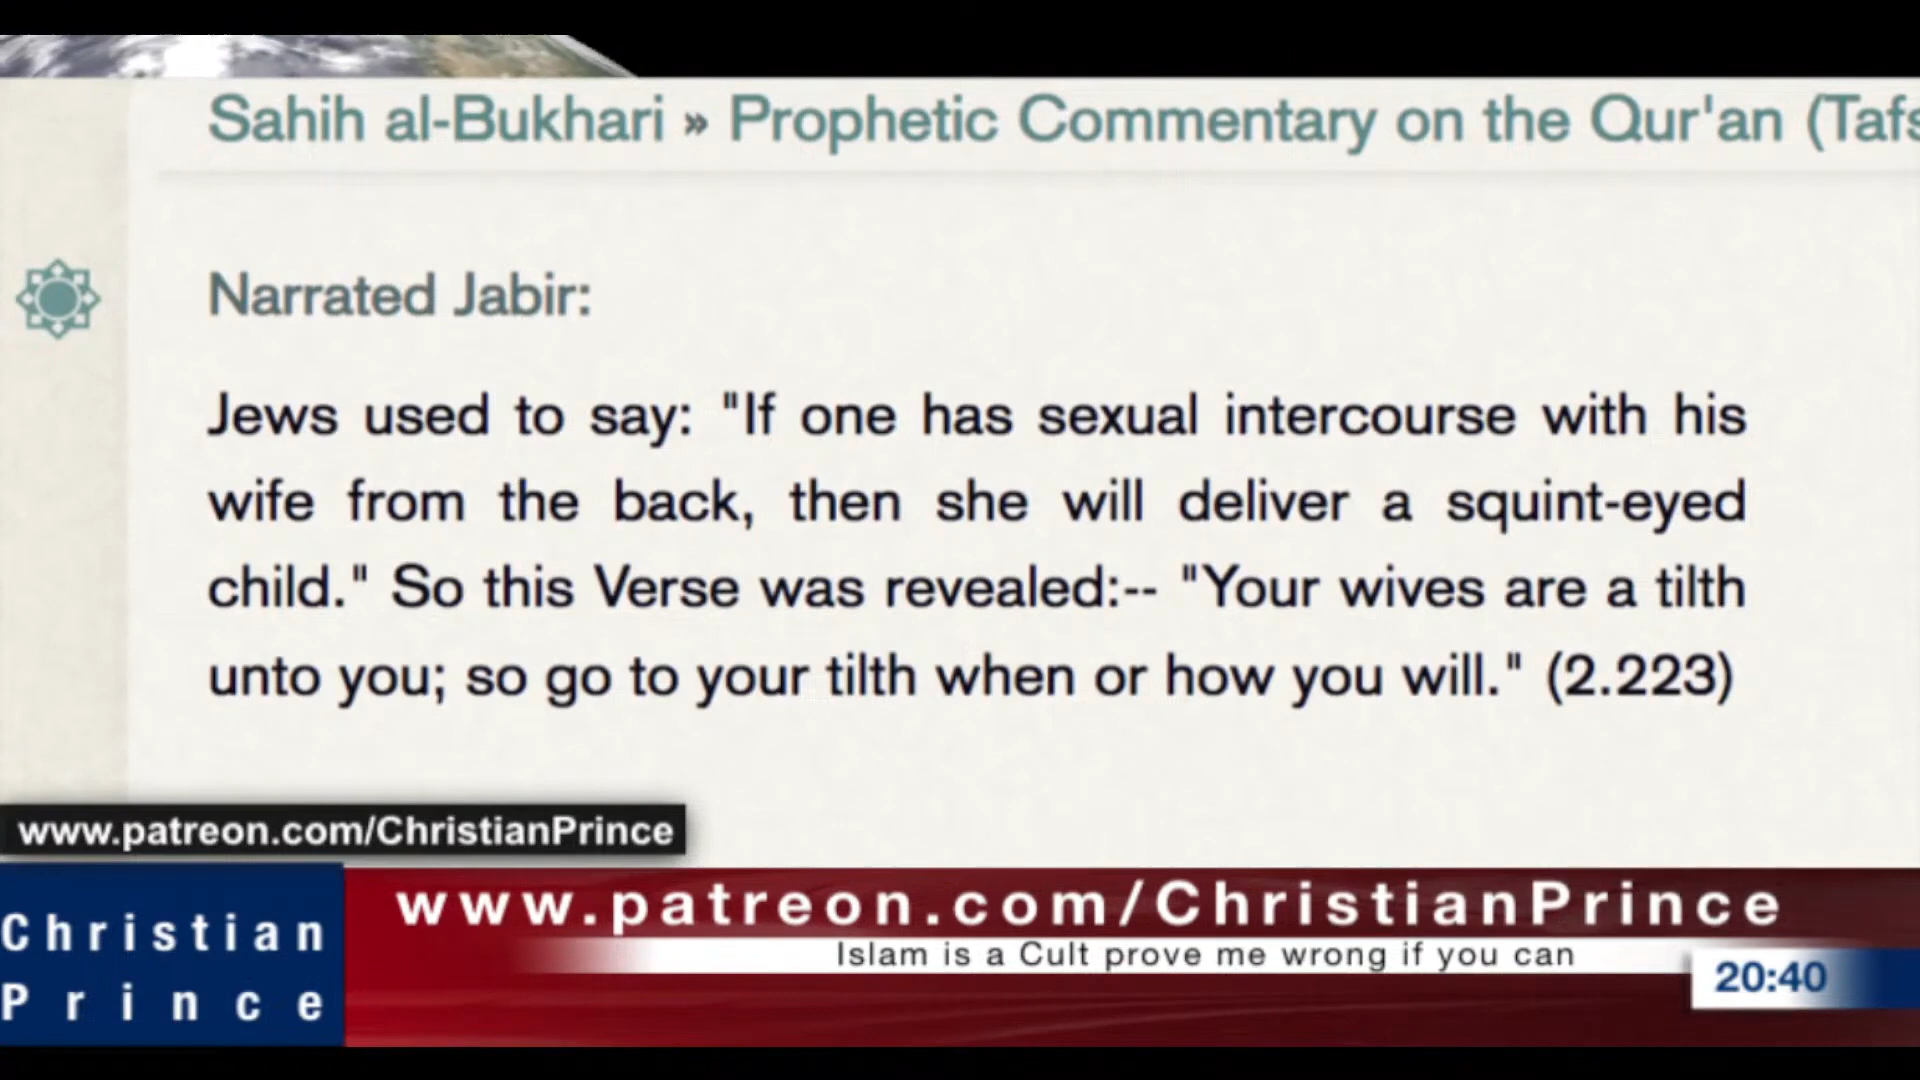 Sahih al-Bukhari » Prophetic Commentary on the Qur'an (Tafs
Narrated Jabir:
Jews used to say: "If one has sexual intercourse with his
wife from the back, then she will deliver a squint-eyed
child." So this Verse was revealed:-- "Your wives are a tilth
unto you; so go to your tilth when or how you will." (2.223)
www.patreon.com/ChristianPrince
Christian
Prince
www.patreon.com/ChristianPrince
Islam is a Cult prove me wrong if you can
20:40